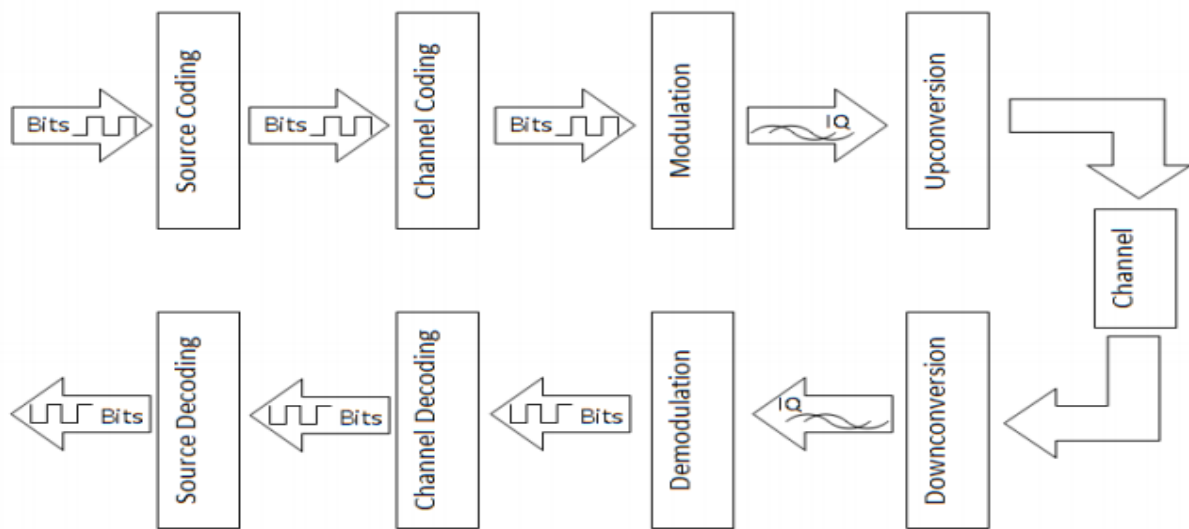 Bits
Source Coding
Bits
Channel Coding
Bits
Modulation
IQ
Upconversion
Channel
Downconversion
IQ
Demodulation
Bits
Channel Decoding
Bits
Source Decoding
Bits